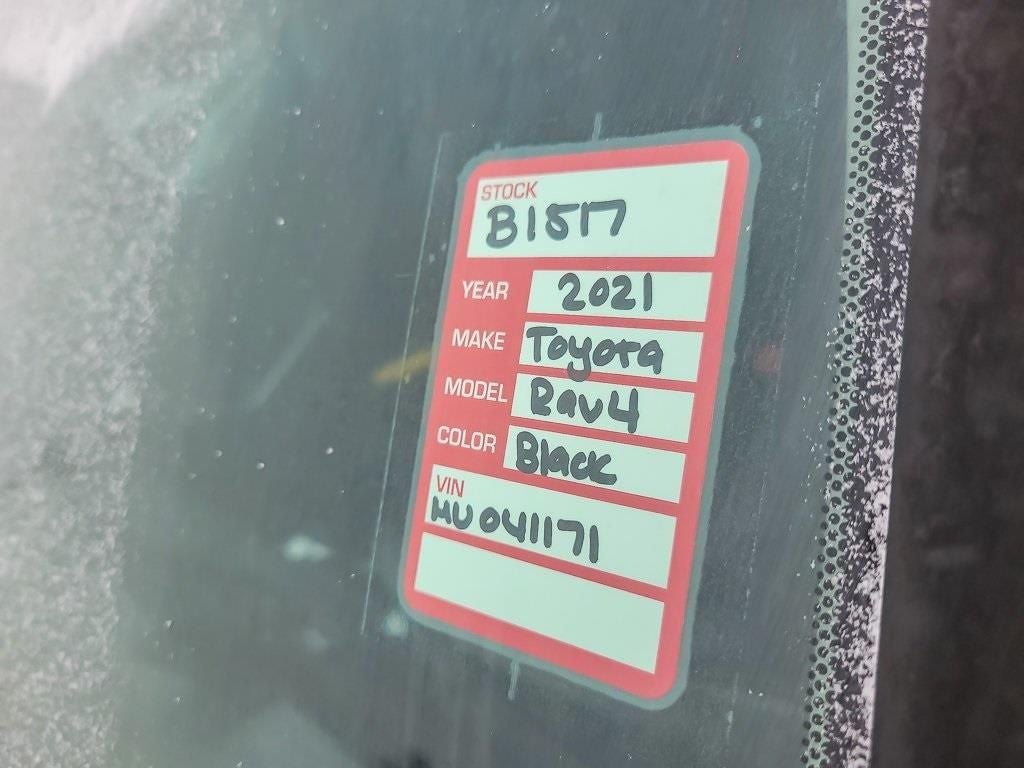 STOCK
B1517
YEAR 2021
MAKE Toyota
MODEL Rav4
COLOR Black
VIN
MU041171